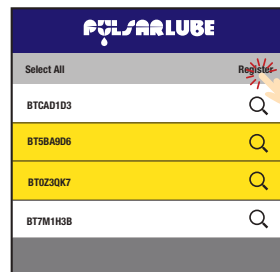 PULSARLUBE
Select All Register
BTCAD1D3
BT5BA9D6
BT0Z3QK7
BT7M1H3B